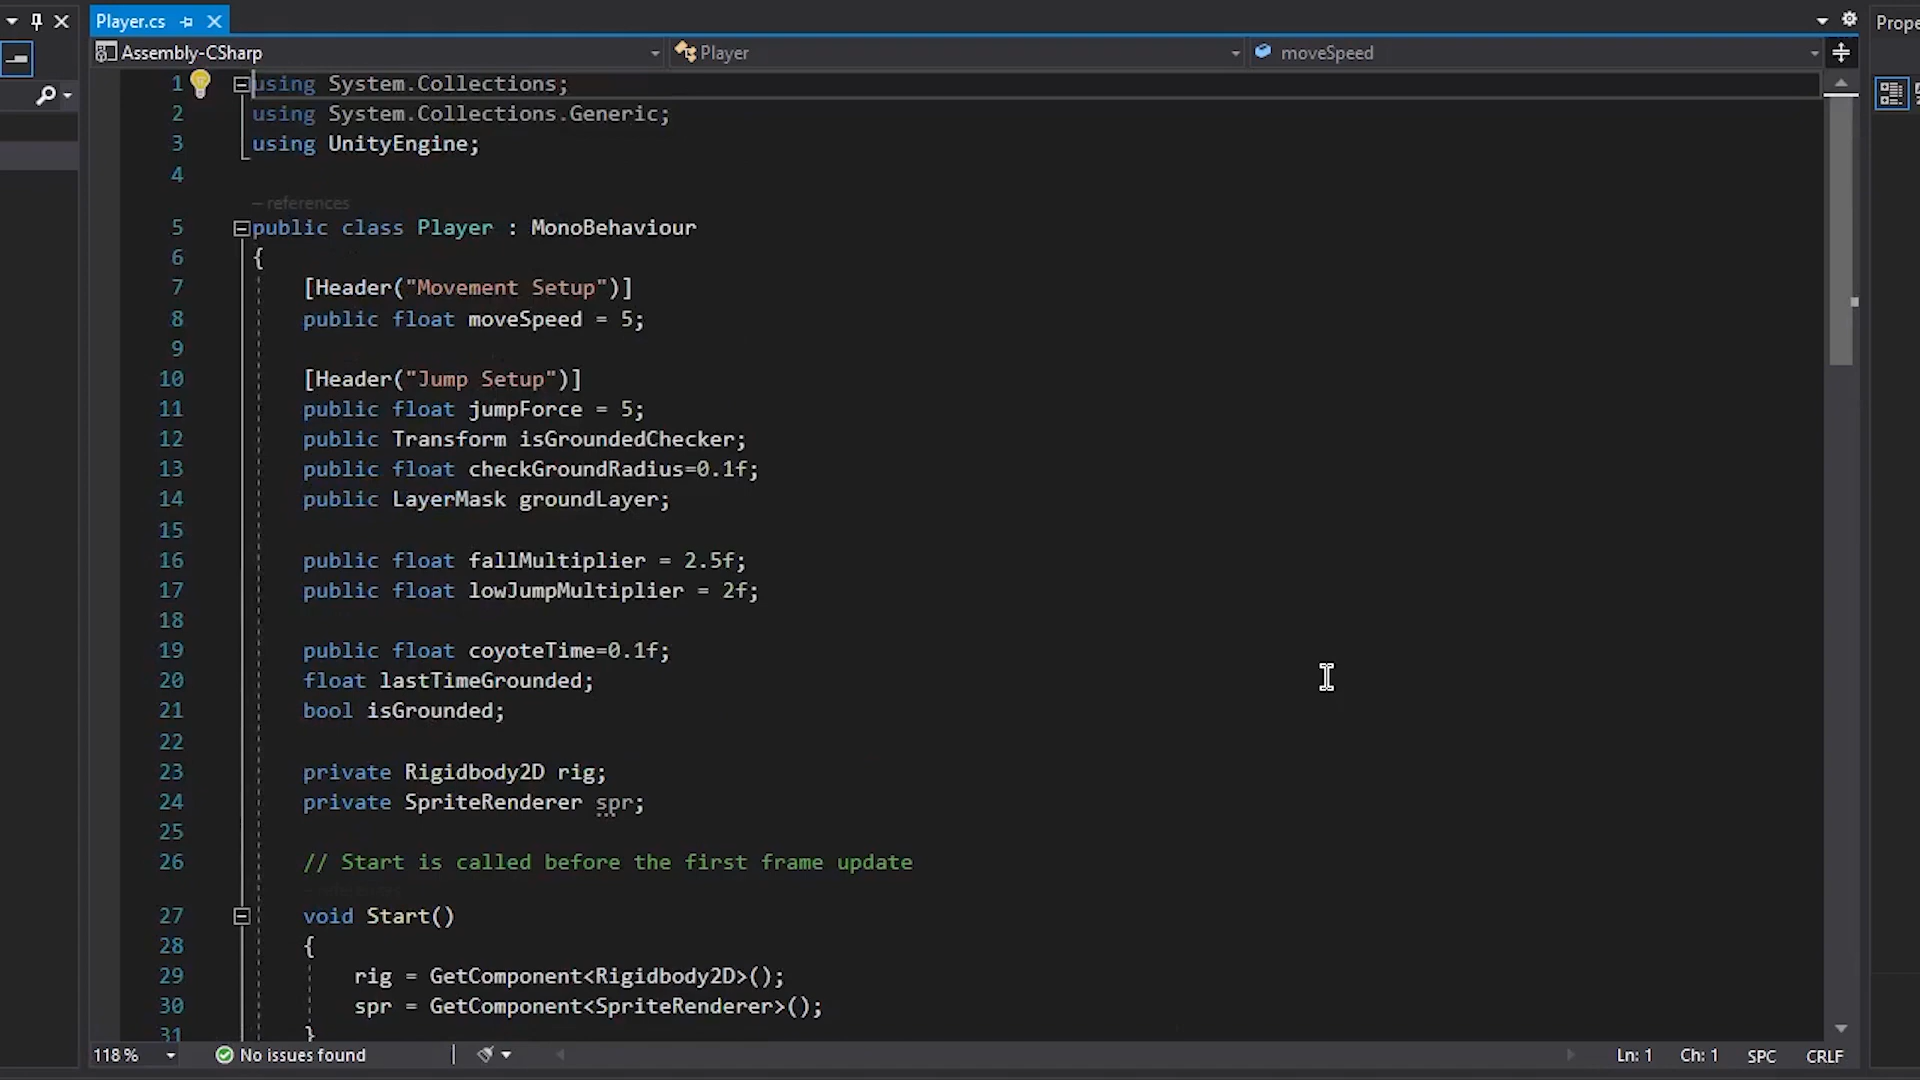 Player.cs
Prope
Assembly-CSharp
Player
moveSpeed
1 using System.Collections;
2 using System.Collections.Generic;
3 using UnityEngine;
4
– references
5 public class Player : MonoBehaviour
6 {
7 [Header("Movement Setup")]
8 public float moveSpeed = 5;
9
10 [Header("Jump Setup")]
11 public float jumpForce = 5;
12 public Transform isGroundedChecker;
13 public float checkGroundRadius=0.1f;
14 public LayerMask groundLayer;
15
16 public float fallMultiplier = 2.5f;
17 public float lowJumpMultiplier = 2f;
18
19 public float coyoteTime=0.1f;
20 float lastTimeGrounded;
21 bool isGrounded;
22
23 private Rigidbody2D rig;
24 private SpriteRenderer spr;
25
26 // Start is called before the first frame update
– references
27 void Start()
28 {
29 rig = GetComponent<Rigidbody2D>();
30 spr = GetComponent<SpriteRenderer>();
31 }
118 %
No issues found
Ln: 1
Ch: 1
SPC
CRLF